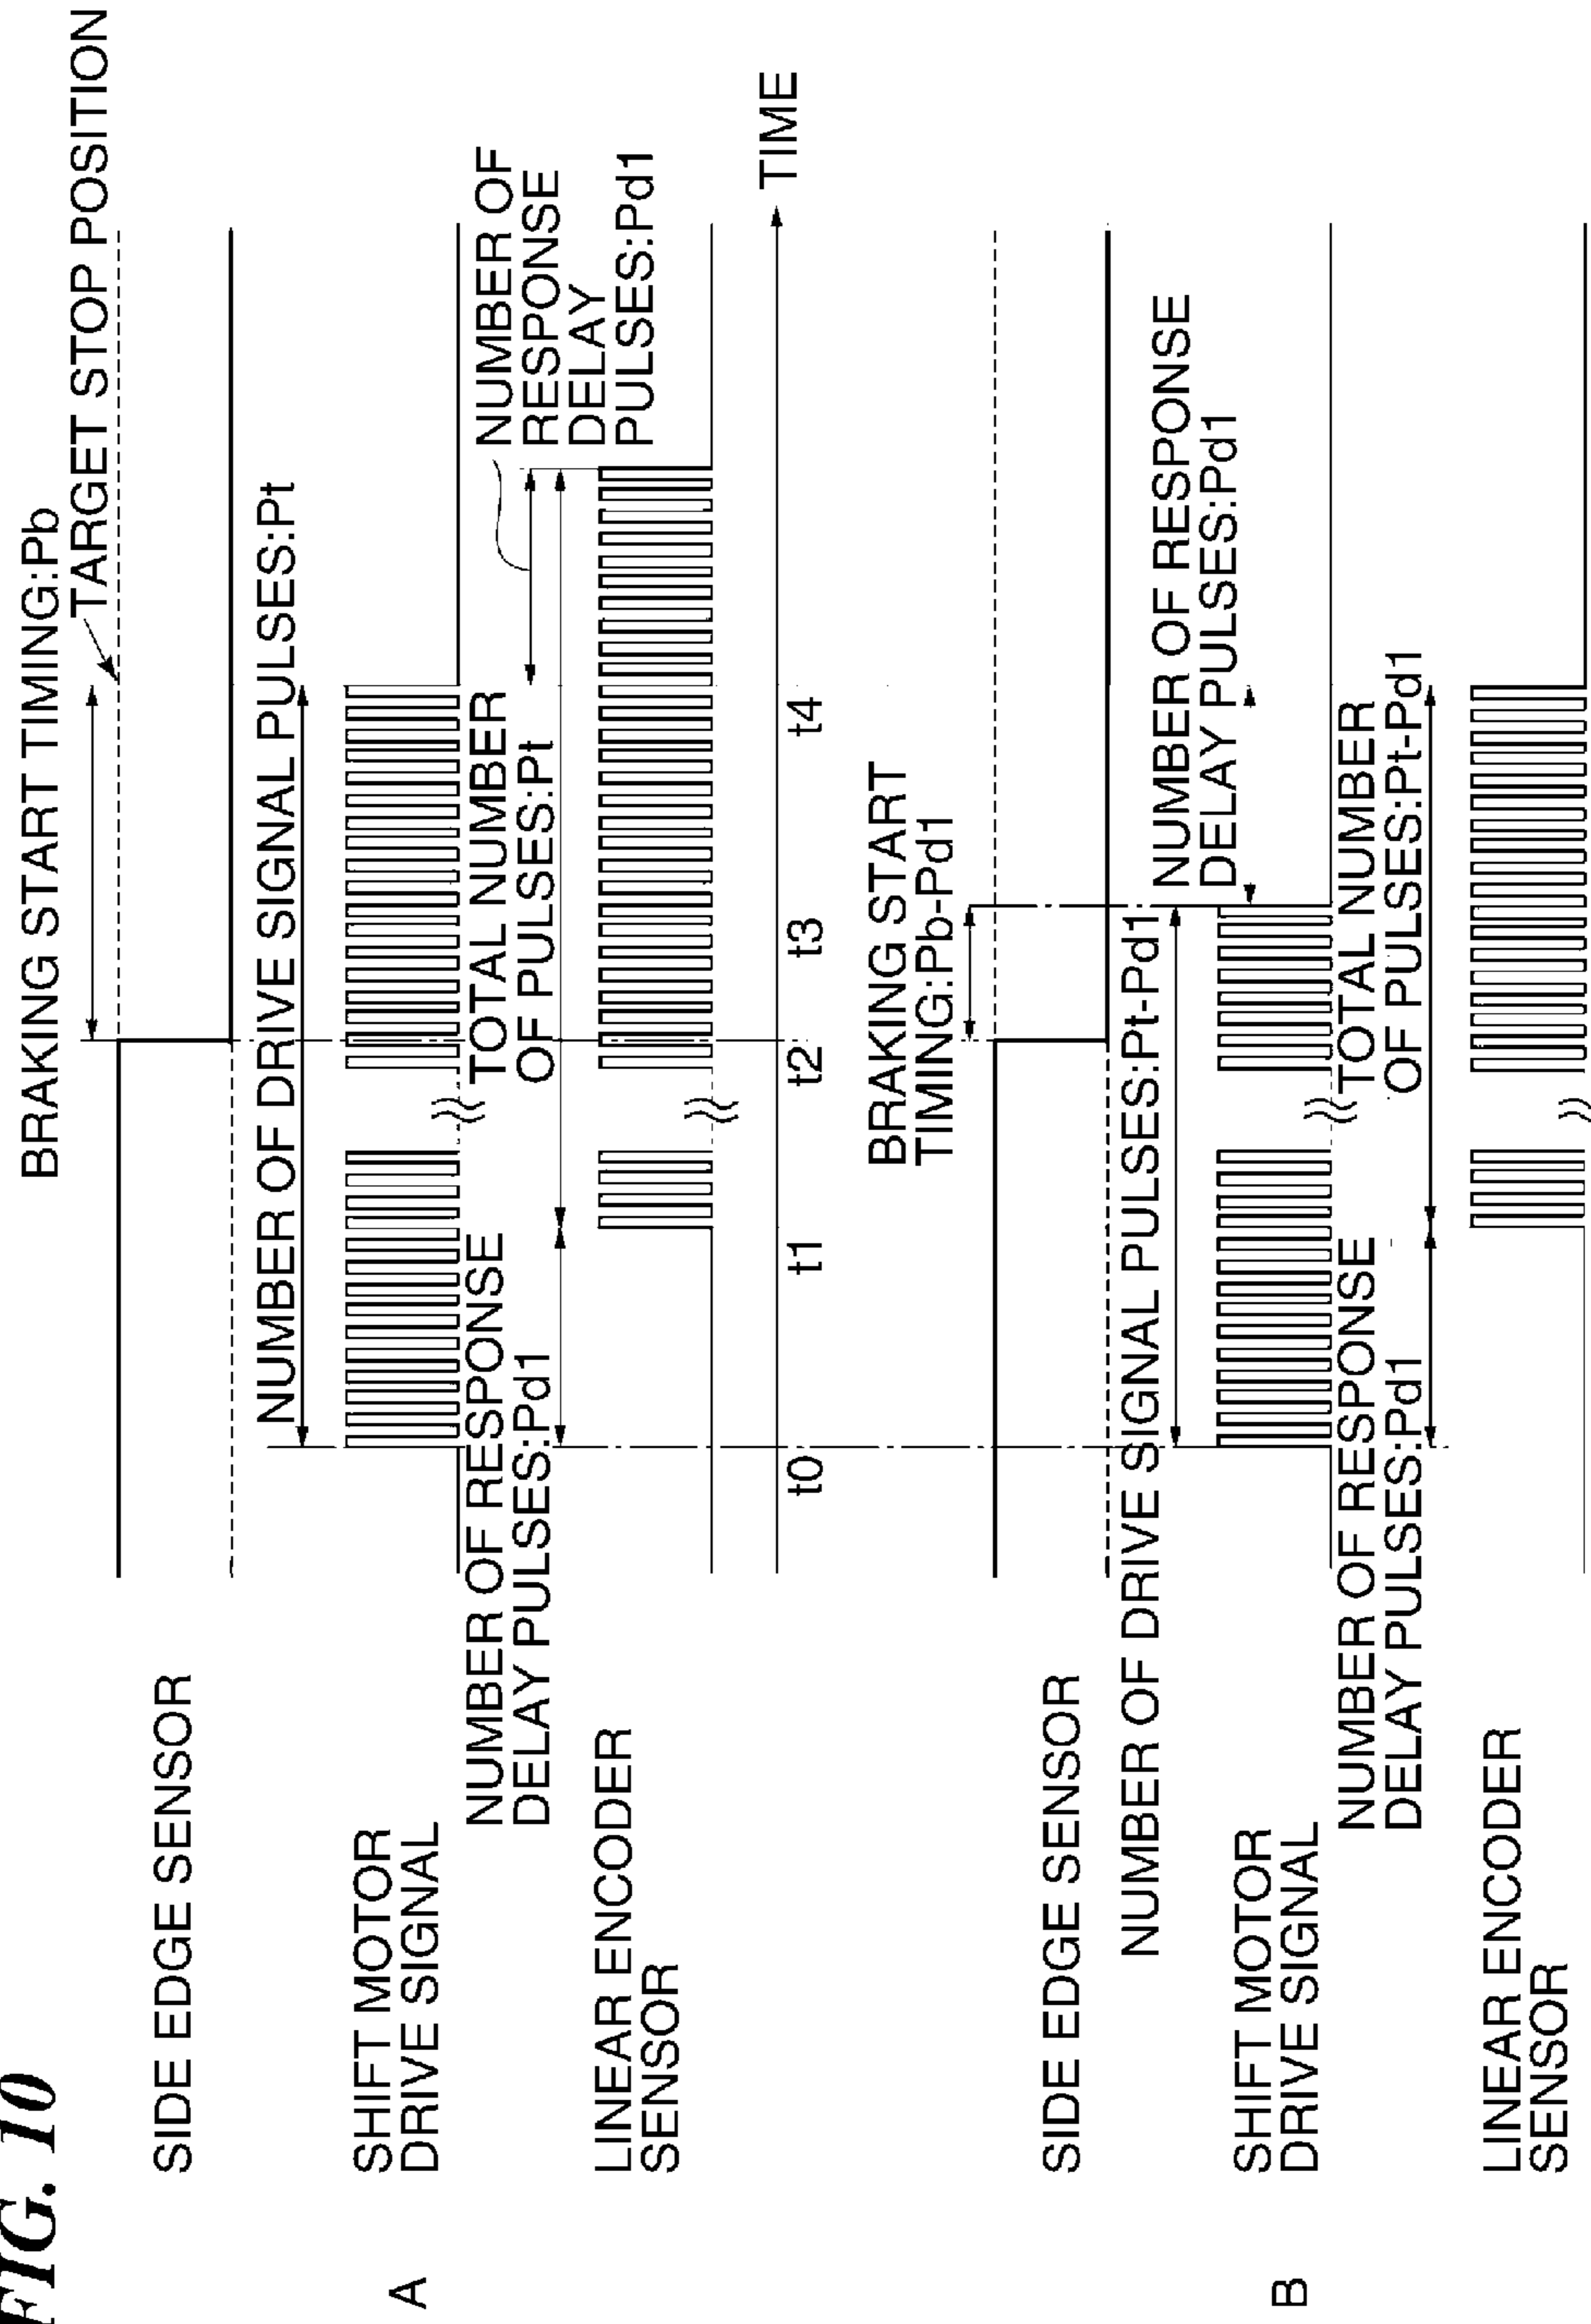 FIG. 10
A
BRAKING START TIMING:Pb
TARGET STOP POSITION
SIDE EDGE SENSOR
NUMBER OF DRIVE SIGNAL PULSES:Pt
SHIFT MOTOR
DRIVE SIGNAL
NUMBER OF RESPONSE
DELAY PULSES:Pd1
TOTAL NUMBER
OF PULSES:Pt
NUMBER OF
RESPONSE
DELAY
PULSES:Pd1
LINEAR ENCODER
SENSOR
t0
t1
t2
t3
t4
TIME
B
BRAKING START
TIMING:Pb-Pd1
SIDE EDGE SENSOR
NUMBER OF DRIVE SIGNAL PULSES:Pt-Pd1
NUMBER OF RESPONSE
DELAY PULSES:Pd1
SHIFT MOTOR
DRIVE SIGNAL
NUMBER OF RESPONSE
DELAY PULSES:Pd1
TOTAL NUMBER
OF PULSES:Pt-Pd1
LINEAR ENCODER
SENSOR